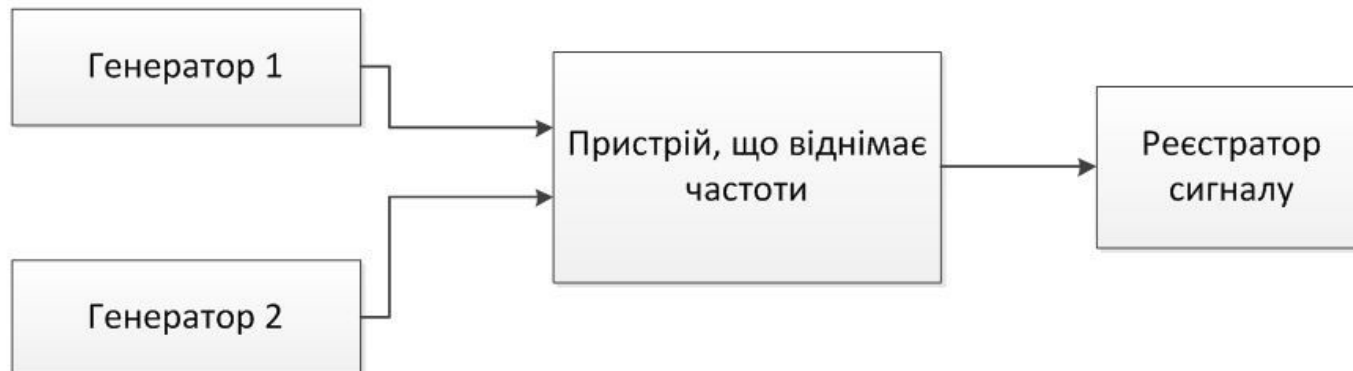 Генератор 1
Пристрій, що віднімає
частоти
Реєстратор
сигналу
Генератор 2